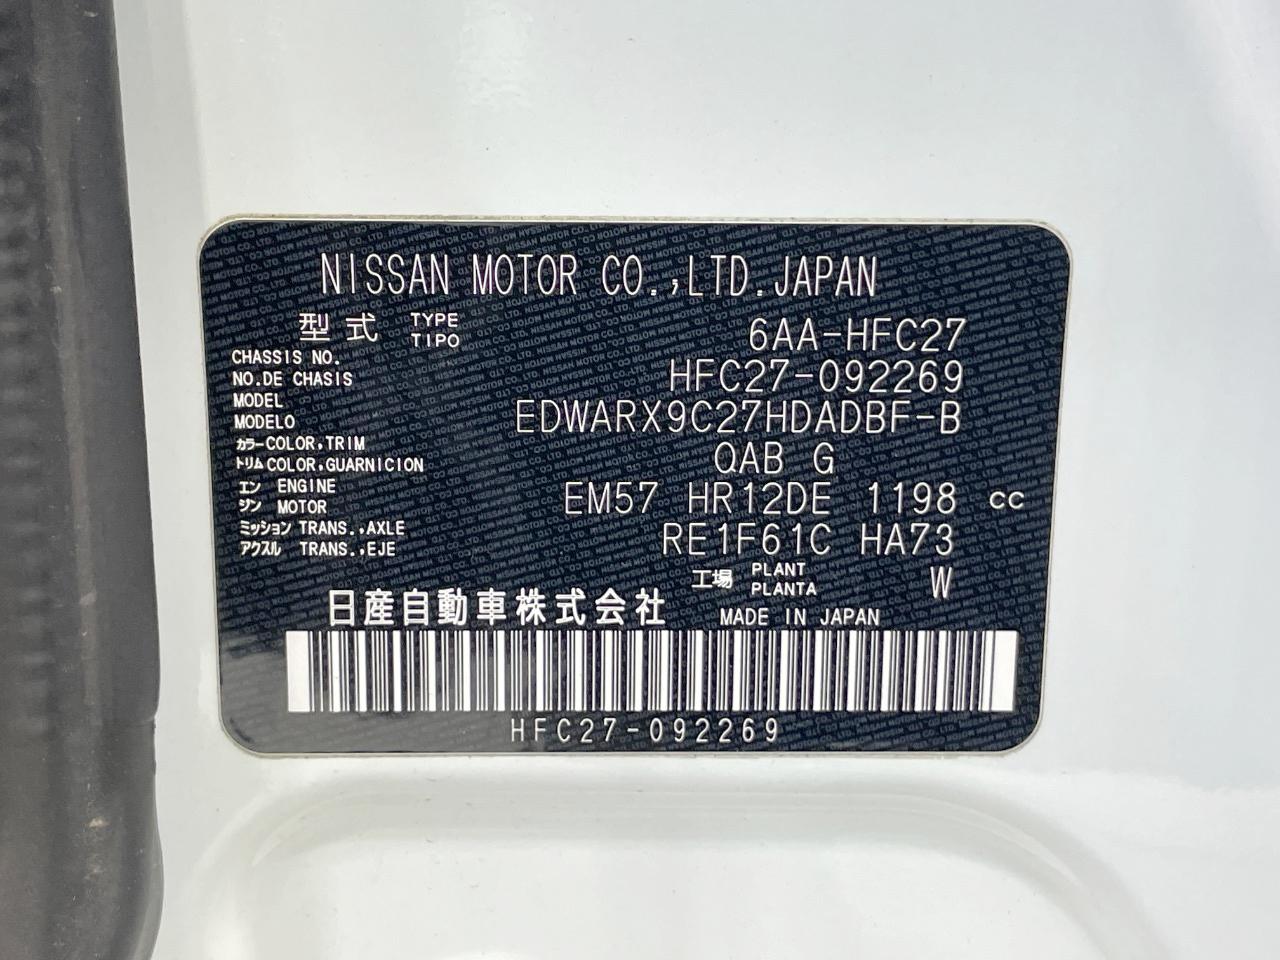 NISSAN MOTOR CO.,LTD.JAPAN
型式 TYPE TIPO 6AA-HFC27
CHASSIS NO.
NO.DE CHASIS HFC27-092269
MODEL
MODELO EDWARX9C27HDADBF-B
カラー COLOR,TRIM
トリム COLOR,GUARNICION QAB G
エン ENGINE
ジン MOTOR EM57 HR12DE 1198 cc
ミッション TRANS.,AXLE
アクスル TRANS.,EJE RE1F61C HA73
工場 PLANT PLANTA W
日産自動車株式会社 MADE IN JAPAN
HFC27-092269